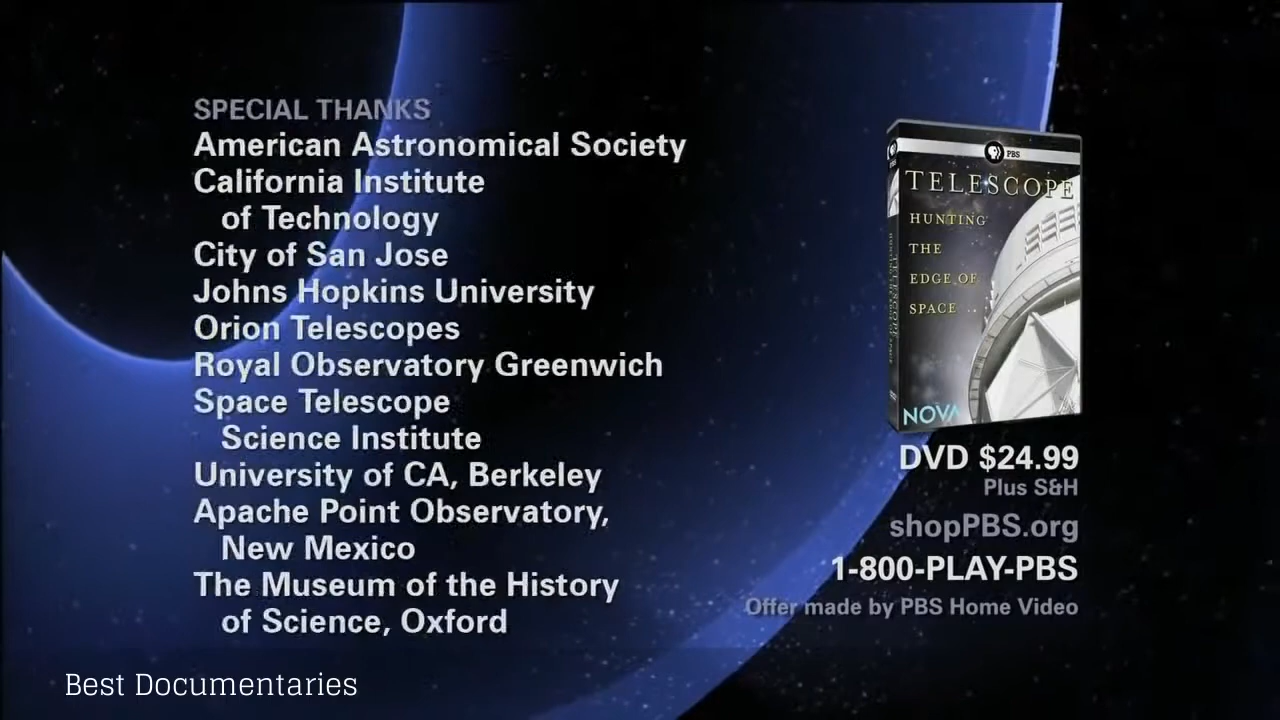 SPECIAL THANKS
American Astronomical Society
California Institute
of Technology
City of San Jose
Johns Hopkins University
Orion Telescopes
Royal Observatory Greenwich
Space Telescope
Science Institute
University of CA, Berkeley
Apache Point Observatory,
New Mexico
The Museum of the History
of Science, Oxford
PBS
TELESCOPE
HUNTING
THE
EDGE OF
SPACE
NOVA
DVD $24.99
Plus S&H
shopPBS.org
1-800-PLAY-PBS
Offer made by PBS Home Video
Best Documentaries